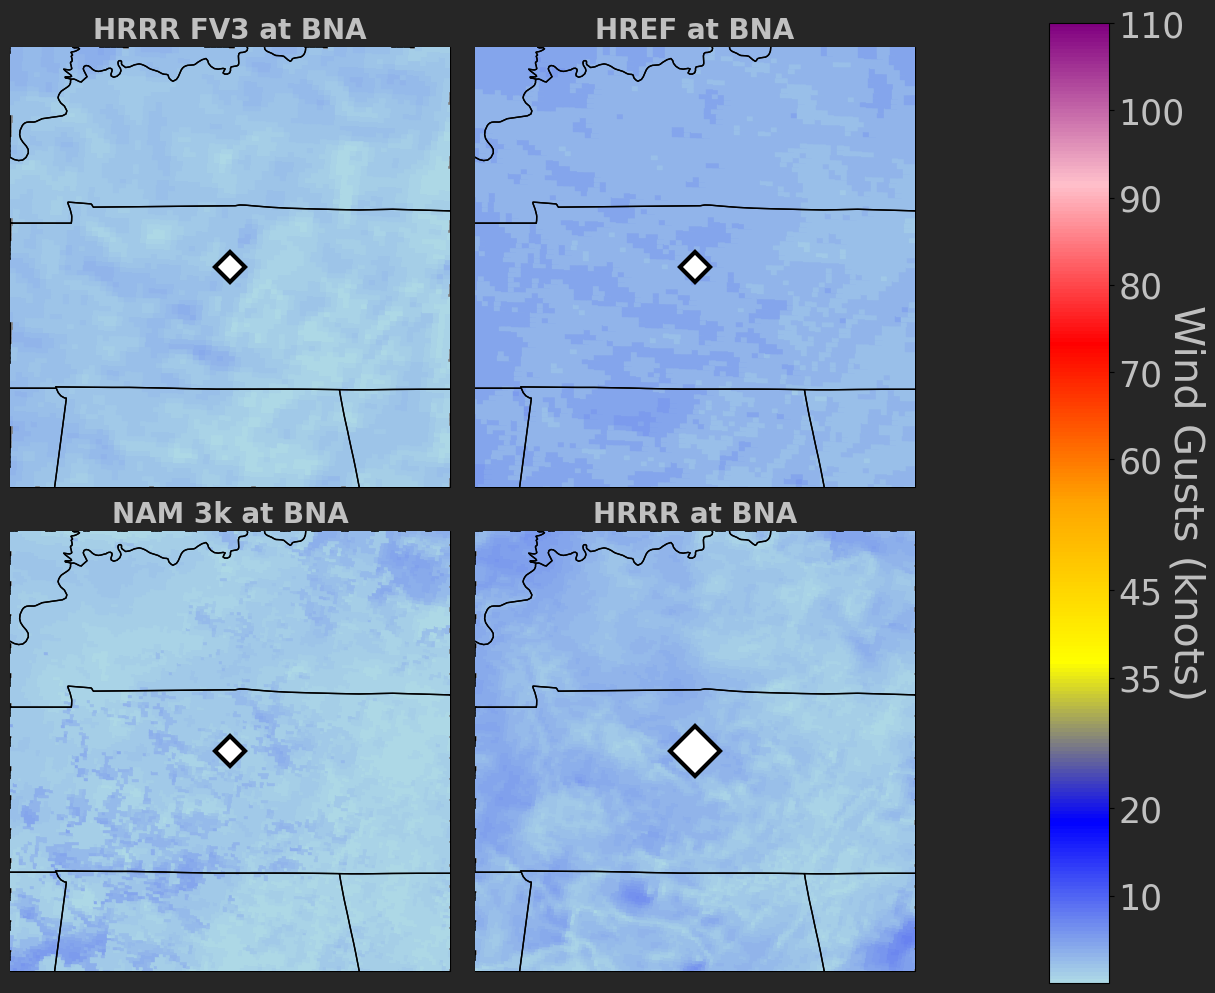 HRRR FV3 at BNA
HREF at BNA
NAM 3k at BNA
HRRR at BNA
110
100
90
80
70
60
45
35
20
10
Wind Gusts (knots)